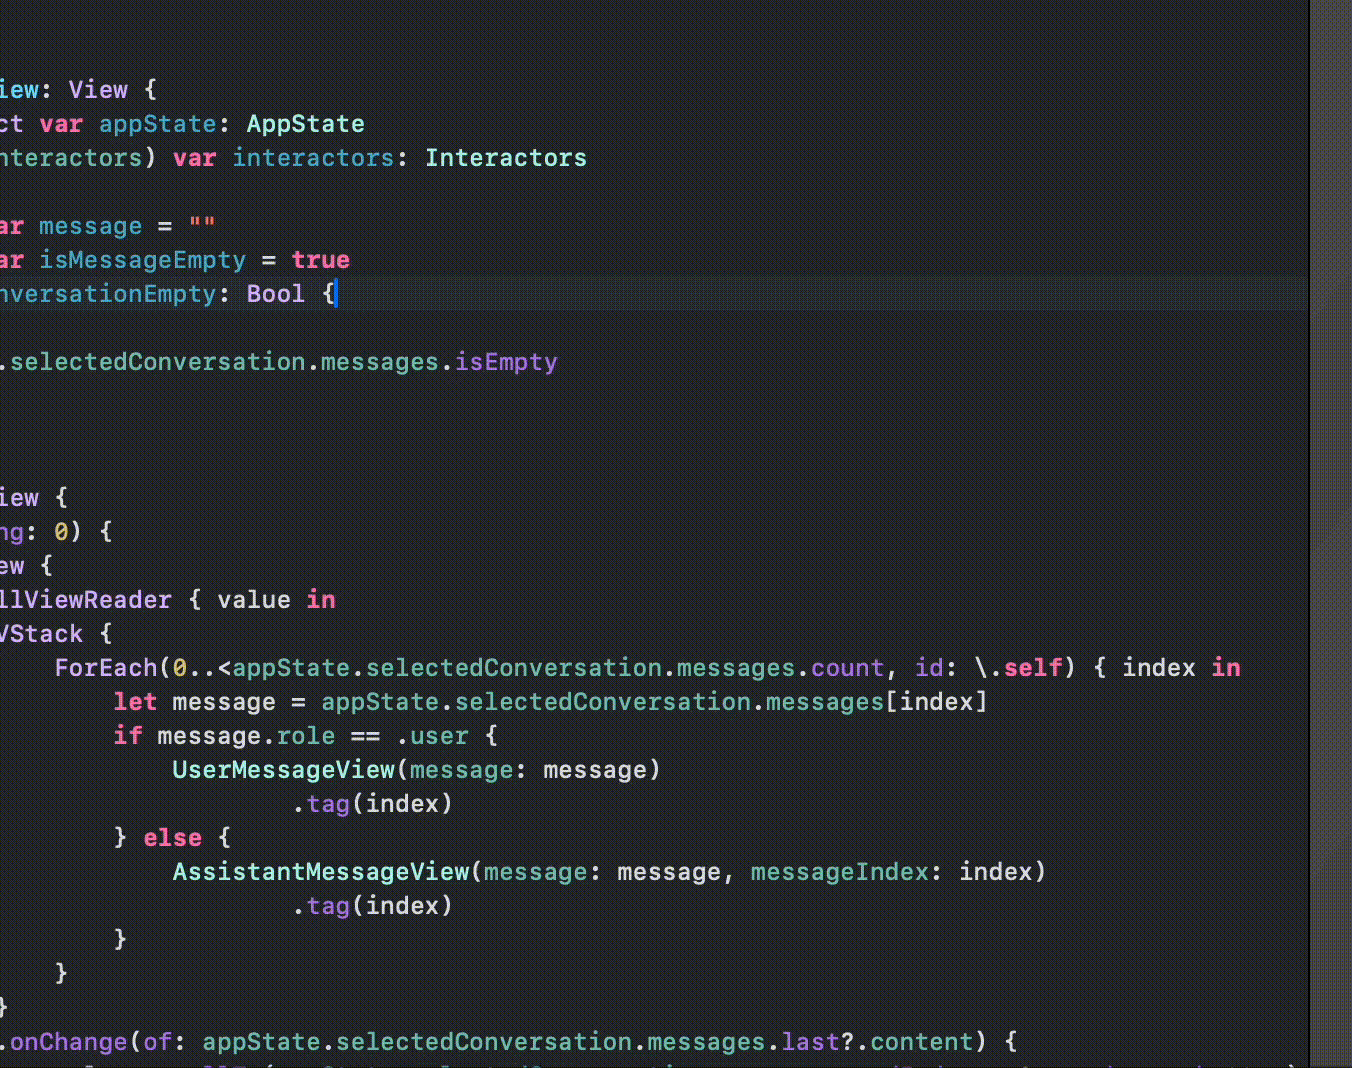 iew: View {
ct var appState: AppState
nteractors) var interactors: Interactors
ar message = ""
ar isMessageEmpty = true
nversationEmpty: Bool {
.selectedConversation.messages.isEmpty
iew {
ng: 0) {
ew {
llViewReader { value in
VStack {
ForEach(0..<appState.selectedConversation.messages.count, id: \.self) { index in
let message = appState.selectedConversation.messages[index]
if message.role == .user {
UserMessageView(message: message)
.tag(index)
} else {
AssistantMessageView(message: message, messageIndex: index)
.tag(index)
}
}
}
.onChange(of: appState.selectedConversation.messages.last?.content) {